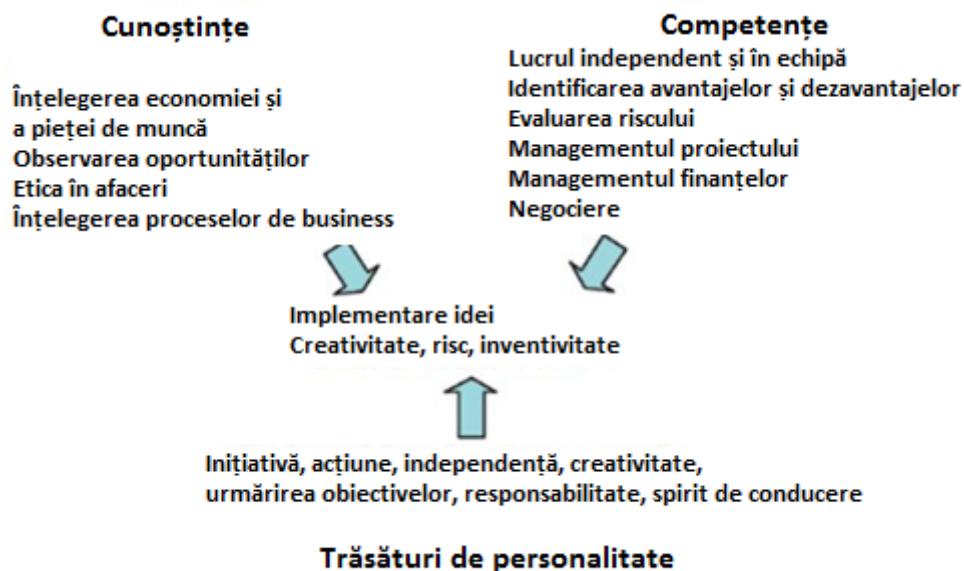 Cunoștințe
Înțelegerea economiei și
a pieței de muncă
Observarea oportunităților
Etica în afaceri
Înțelegerea proceselor de business
Competențe
Lucrul independent și în echipă
Identificarea avantajelor și dezavantajelor
Evaluarea riscului
Managementul proiectului
Managementul finanțelor
Negociere
Implementare idei
Creativitate, risc, inventivitate
Inițiativă, acțiune, independență, creativitate,
urmărirea obiectivelor, responsabilitate, spirit de conducere
Trăsături de personalitate